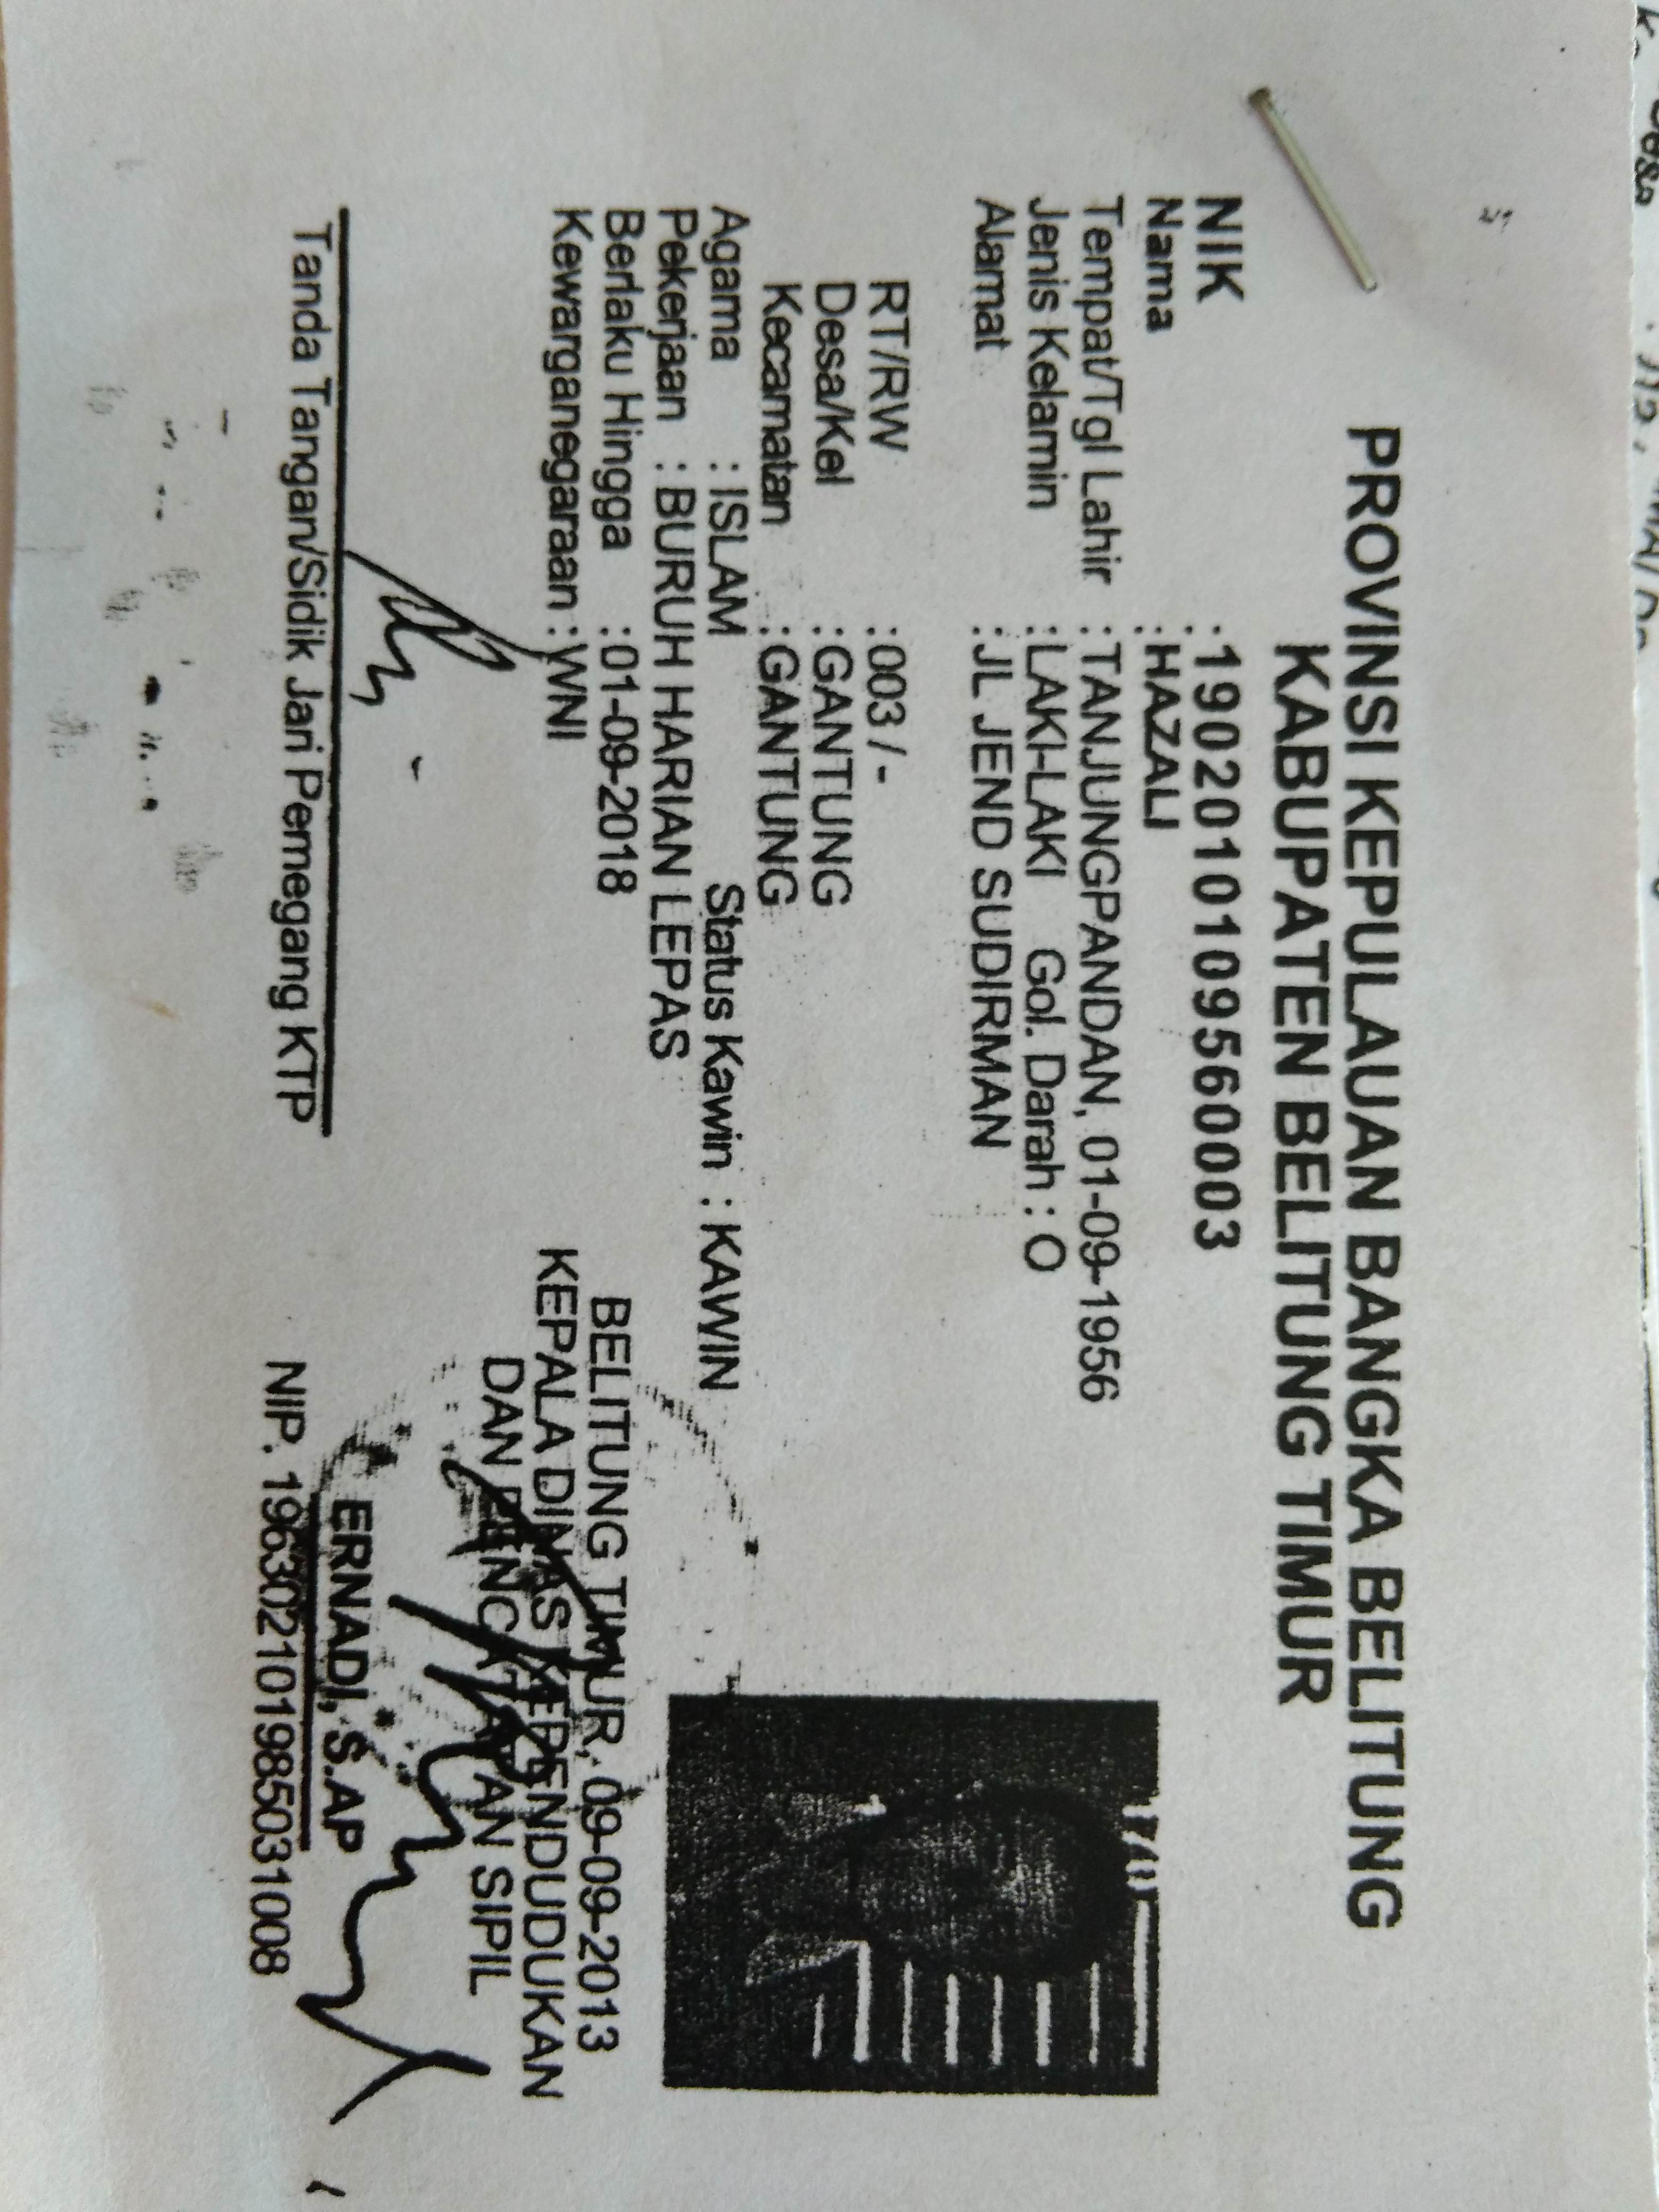 PROVINSI KEPULAUAN BANGKA BELITUNG
KABUPATEN BELITUNG TIMUR
NIK : 1902010109560003
Nama : HAZALI
Tempat/Tgl Lahir : TANJUNGPANDAN, 01-09-1956
Jenis Kelamin : LAKI-LAKI Gol. Darah : O
Alamat : JL JEND SUDIRMAN
RT/RW : 003 / -
Desa/Kel : GANTUNG
Kecamatan : GANTUNG
Agama : ISLAM Status Kawin : KAWIN
Pekerjaan : BURUH HARIAN LEPAS
Berlaku Hingga : 01-09-2018
Kewarganegaraan : WNI
BELITUNG TIMUR, 09-09-2013
KEPALA DINAS KEPENDUDUKAN
DAN PENCATATAN SIPIL
Tanda Tangan/Sidik Jari Pemegang KTP
ERNADI, S.AP
NIP. 196302101985031008